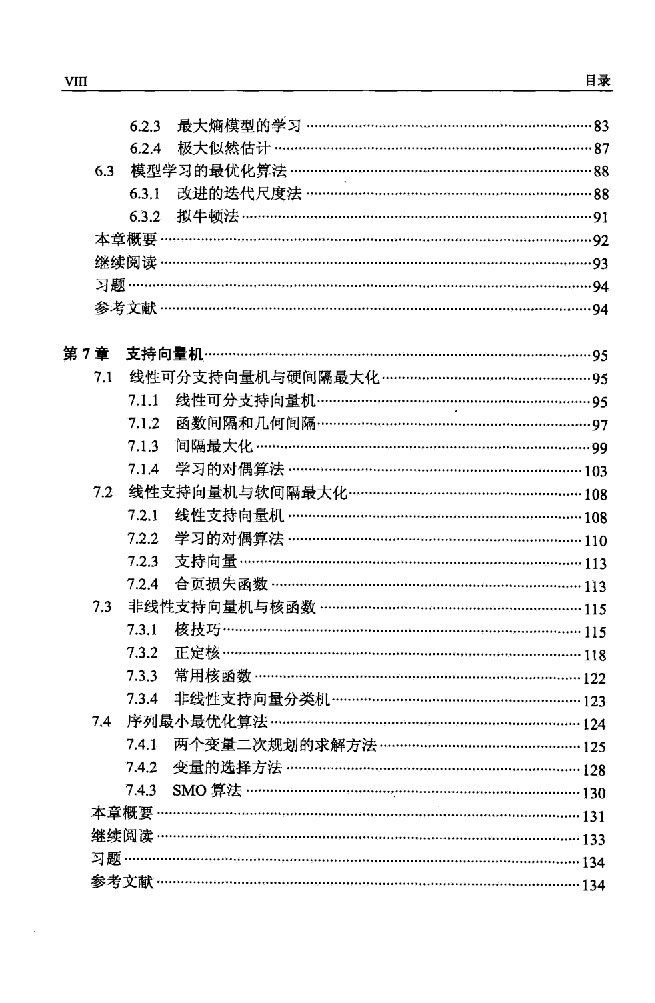 VIII 目录
6.2.3 最大熵模型的学习 …… 83
6.2.4 极大似然估计 …… 87
6.3 模型学习的最优化算法 …… 88
6.3.1 改进的迭代尺度法 …… 88
6.3.2 拟牛顿法 …… 91
本章概要 …… 92
继续阅读 …… 93
习题 …… 94
参考文献 …… 94
第 7 章 支持向量机 …… 95
7.1 线性可分支持向量机与硬间隔最大化 …… 95
7.1.1 线性可分支持向量机 …… 95
7.1.2 函数间隔和几何间隔 …… 97
7.1.3 间隔最大化 …… 99
7.1.4 学习的对偶算法 …… 103
7.2 线性支持向量机与软间隔最大化 …… 108
7.2.1 线性支持向量机 …… 108
7.2.2 学习的对偶算法 …… 110
7.2.3 支持向量 …… 113
7.2.4 合页损失函数 …… 113
7.3 非线性支持向量机与核函数 …… 115
7.3.1 核技巧 …… 115
7.3.2 正定核 …… 118
7.3.3 常用核函数 …… 122
7.3.4 非线性支持向量分类机 …… 123
7.4 序列最小最优化算法 …… 124
7.4.1 两个变量二次规划的求解方法 …… 125
7.4.2 变量的选择方法 …… 128
7.4.3 SMO 算法 …… 130
本章概要 …… 131
继续阅读 …… 133
习题 …… 134
参考文献 …… 134